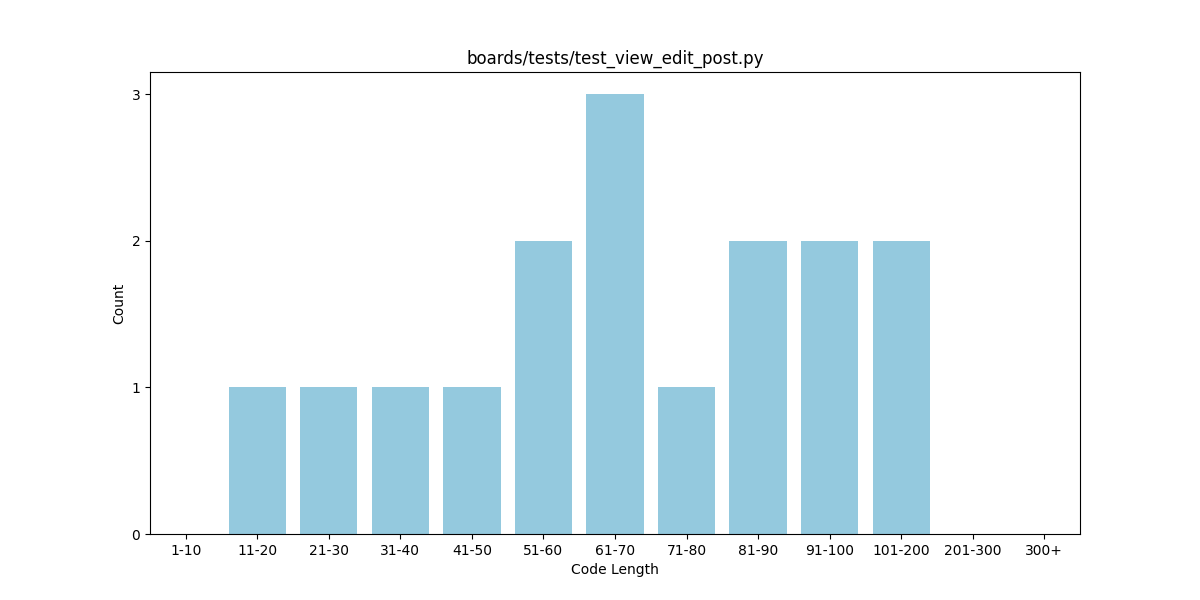 boards/tests/test_view_edit_post.py
3
2
1
0
Count
1-10 11-20 21-30 31-40 41-50 51-60 61-70 71-80 81-90 91-100 101-200 201-300 300+
Code Length